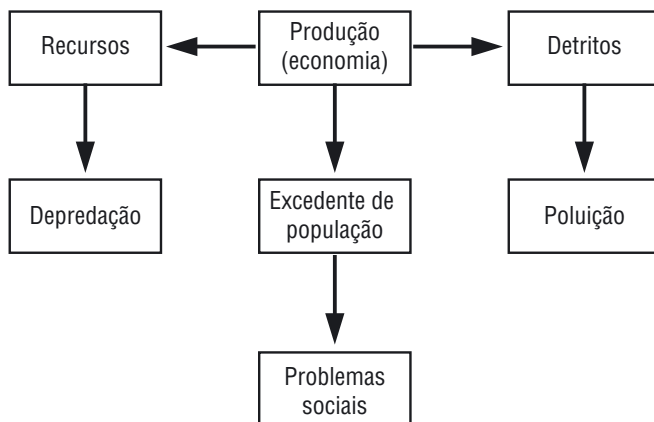 Recursos
Produção
(economia)
Detritos
Depredação
Excedente de
população
Poluição
Problemas
sociais